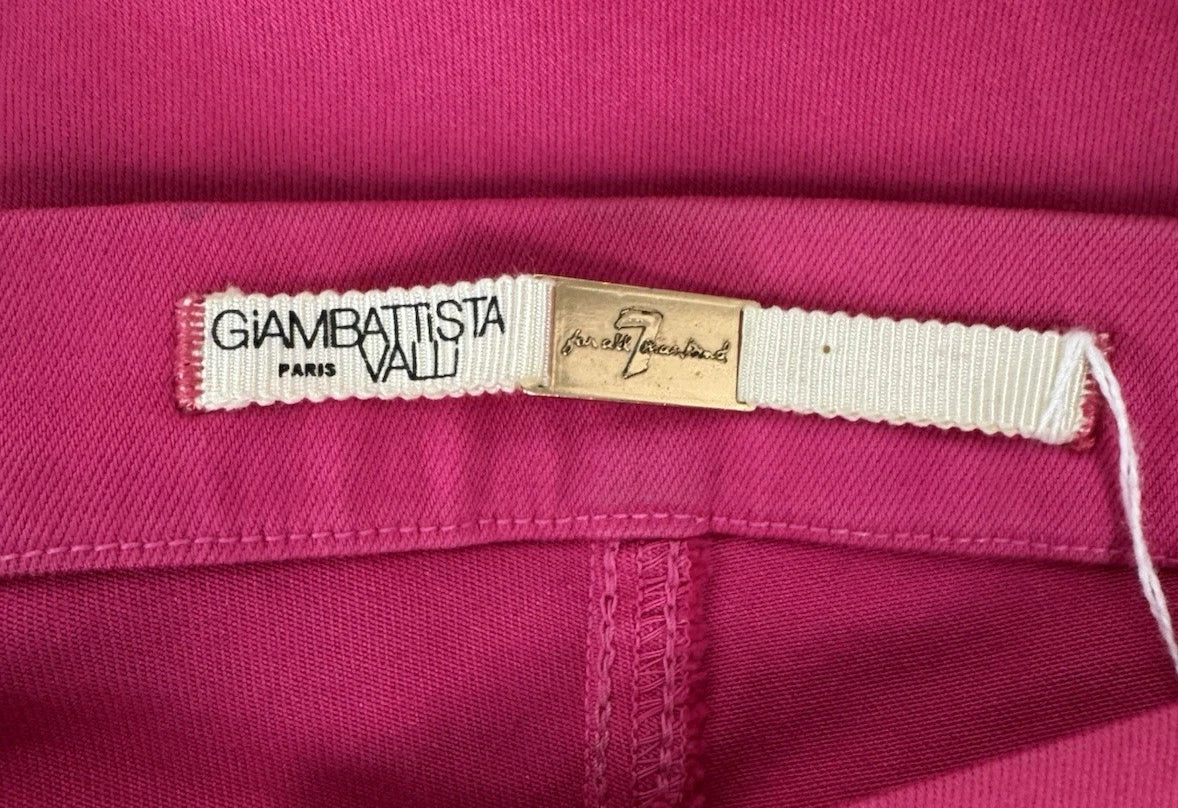 GiAMBATTiSTA
VALLi
PARIS
for all 7 mankind